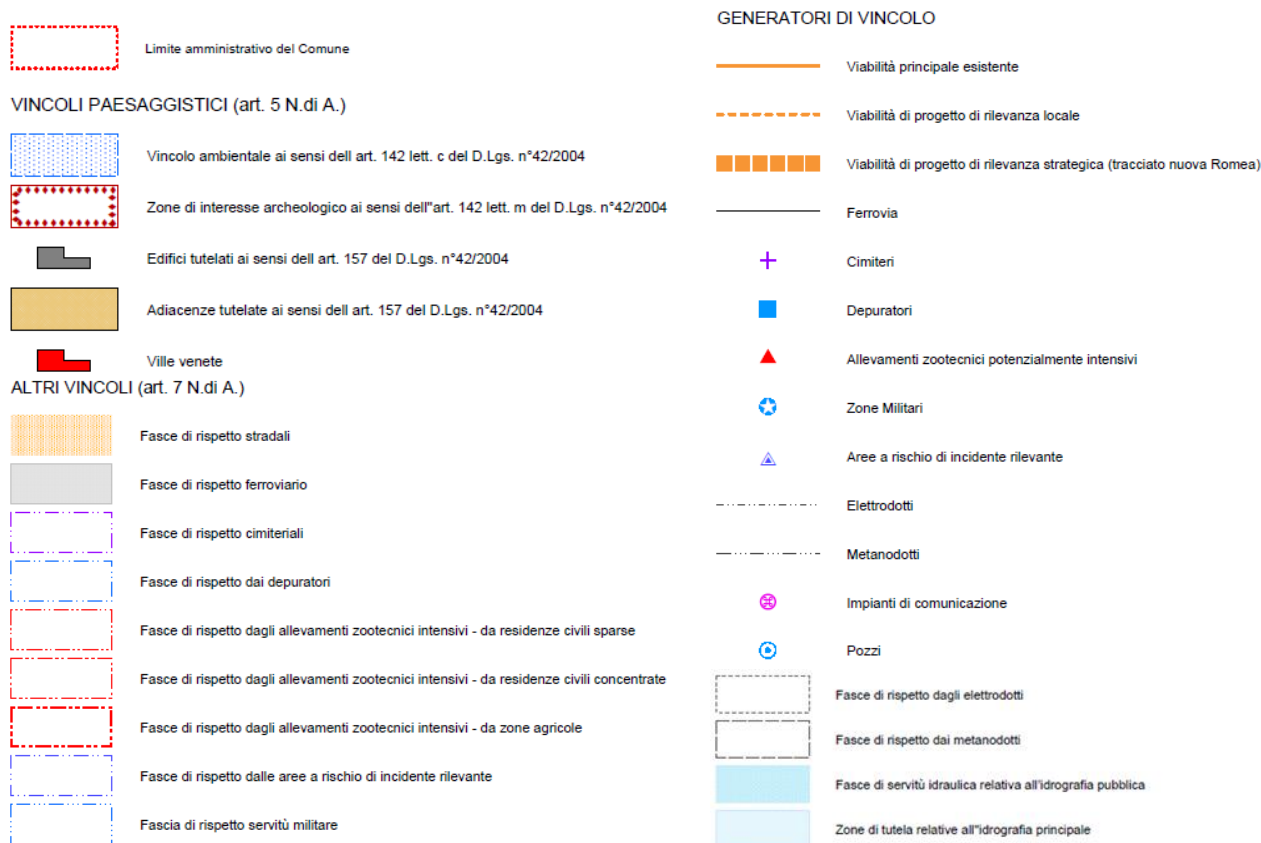 Limite amministrativo del Comune
VINCOLI PAESAGGISTICI (art. 5 N.di A.)
Vincolo ambientale ai sensi dell art. 142 lett. c del D.Lgs. n°42/2004
Zone di interesse archeologico ai sensi dell"art. 142 lett. m del D.Lgs. n°42/2004
Edifici tutelati ai sensi dell art. 157 del D.Lgs. n°42/2004
Adiacenze tutelate ai sensi dell art. 157 del D.Lgs. n°42/2004
Ville venete
ALTRI VINCOLI (art. 7 N.di A.)
Fasce di rispetto stradali
Fasce di rispetto ferroviario
Fasce di rispetto cimiteriali
Fasce di rispetto dai depuratori
Fasce di rispetto dagli allevamenti zootecnici intensivi - da residenze civili sparse
Fasce di rispetto dagli allevamenti zootecnici intensivi - da residenze civili concentrate
Fasce di rispetto dagli allevamenti zootecnici intensivi - da zone agricole
Fasce di rispetto dalle aree a rischio di incidente rilevante
Fascia di rispetto servitù militare
GENERATORI DI VINCOLO
Viabilità principale esistente
Viabilità di progetto di rilevanza locale
Viabilità di progetto di rilevanza strategica (tracciato nuova Romea)
Ferrovia
Cimiteri
Depuratori
Allevamenti zootecnici potenzialmente intensivi
Zone Militari
Aree a rischio di incidente rilevante
Elettrodotti
Metanodotti
Impianti di comunicazione
Pozzi
Fasce di rispetto dagli elettrodotti
Fasce di rispetto dai metanodotti
Fasce di servitù idraulica relativa all'idrografia pubblica
Zone di tutela relative all"idrografia principale